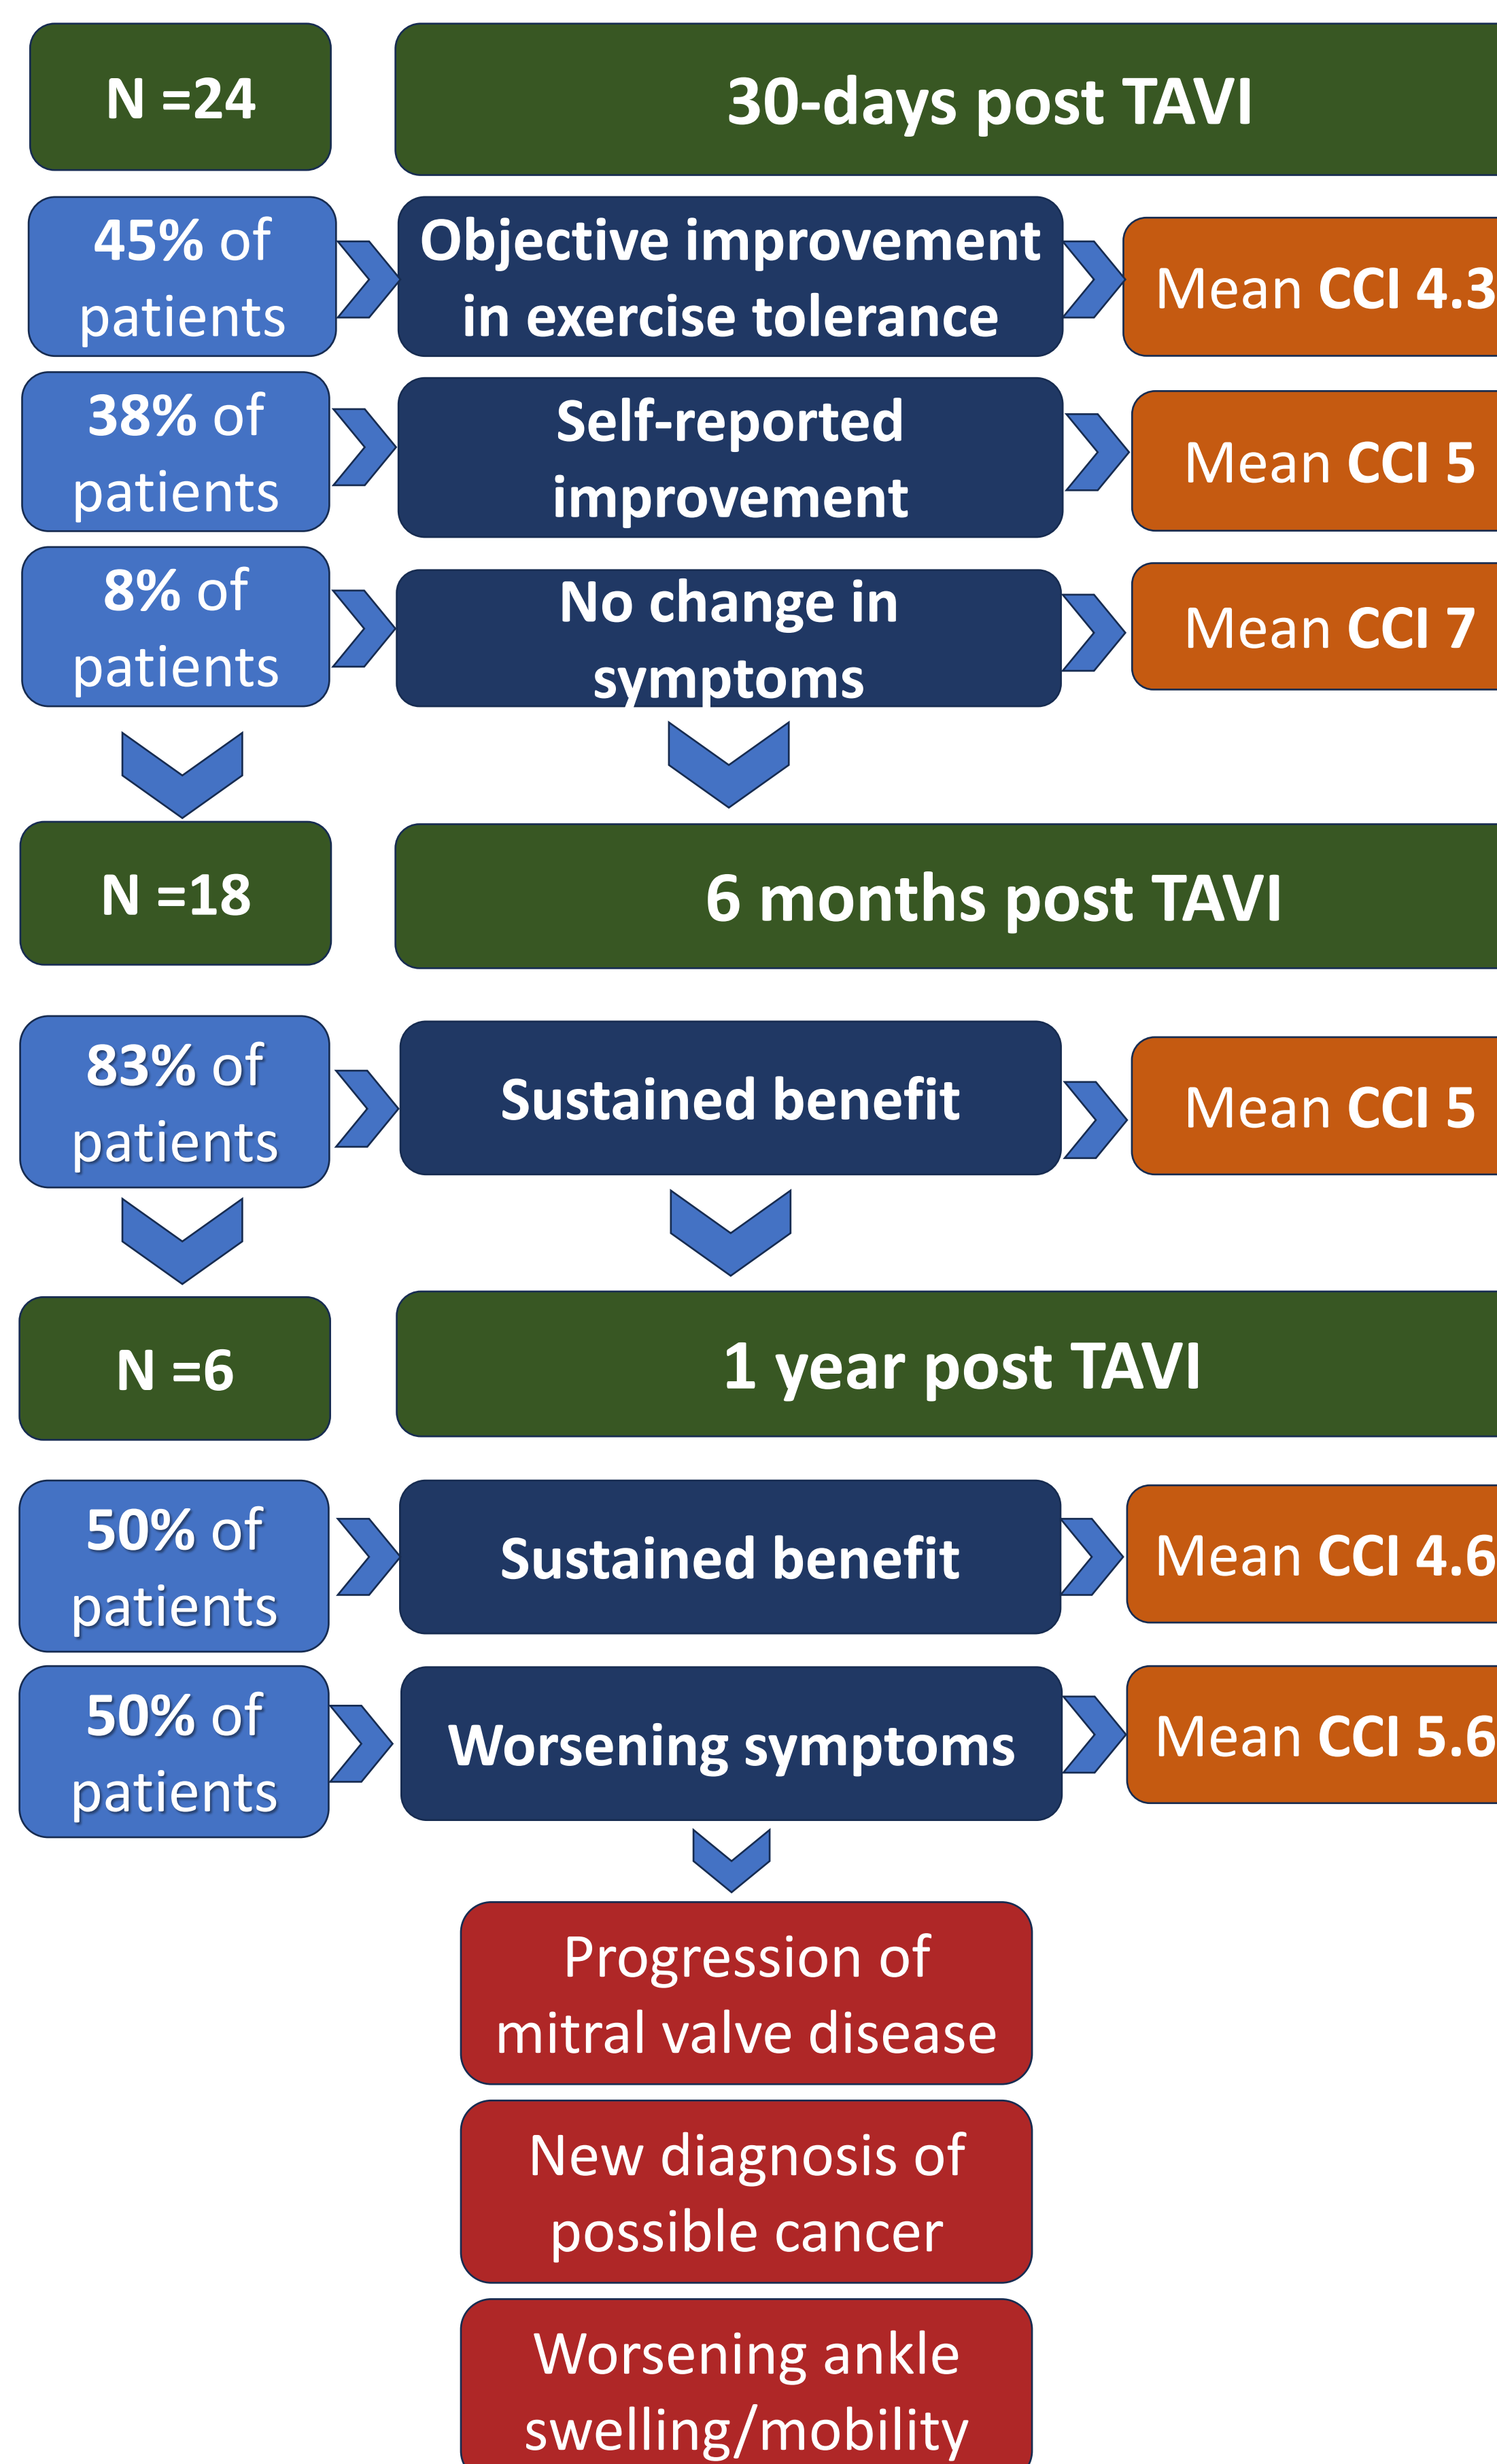 N =24
30-days post TAVI
45% of
patients
Objective improvement
in exercise tolerance
Mean CCI 4.3
38% of
patients
Self-reported
improvement
Mean CCI 5
8% of
patients
No change in
symptoms
Mean CCI 7
N =18
6 months post TAVI
83% of
patients
Sustained benefit
Mean CCI 5
N =6
1 year post TAVI
50% of
patients
Sustained benefit
Mean CCI 4.6
50% of
patients
Worsening symptoms
Mean CCI 5.6
Progression of
mitral valve disease
New diagnosis of
possible cancer
Worsening ankle
swelling/mobility